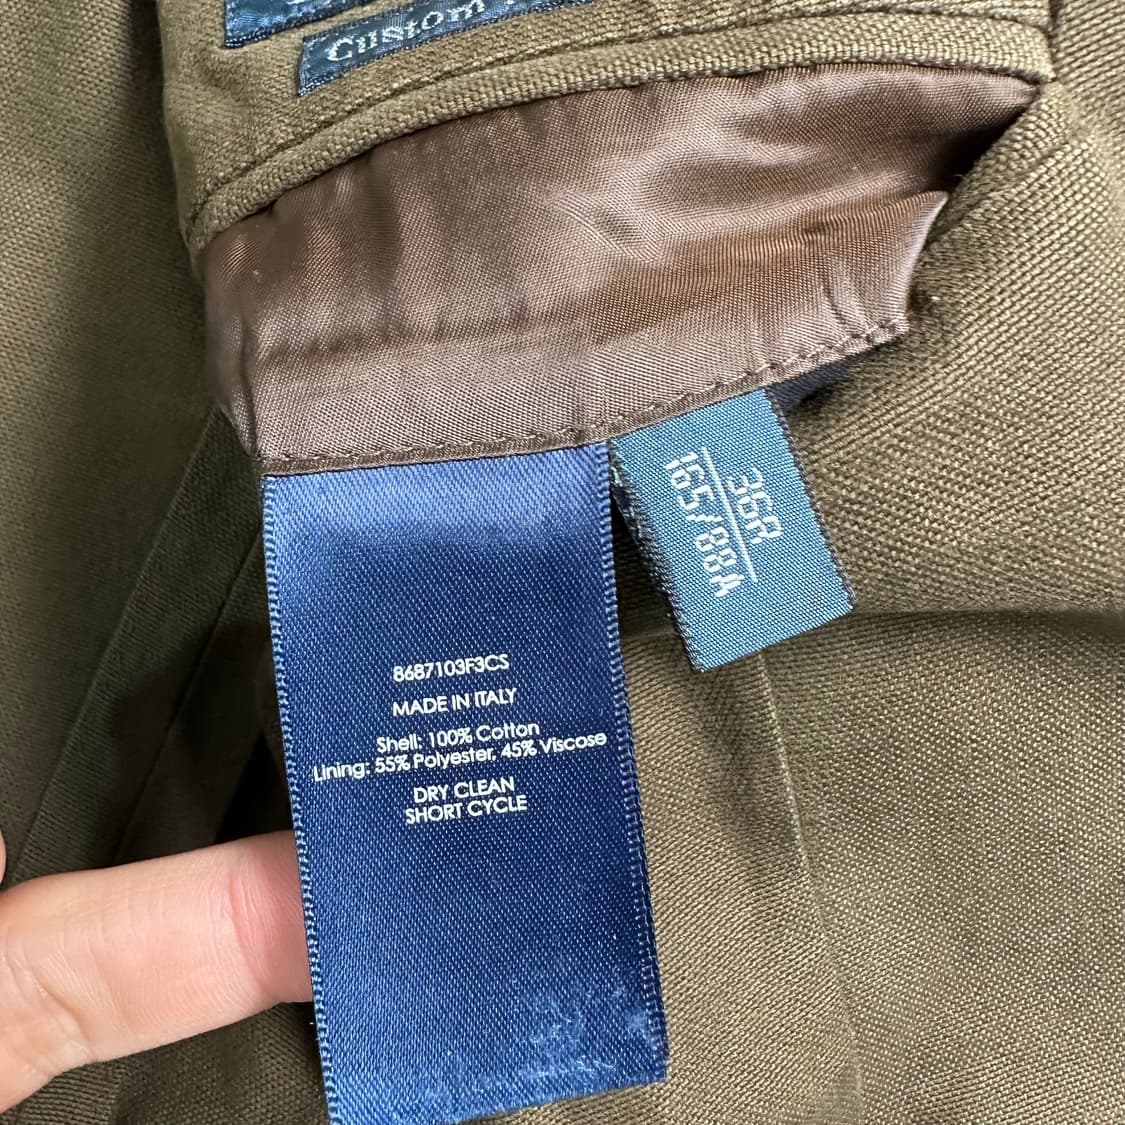 Custom
36R
165/88A
8687103F3CS
MADE IN ITALY
Shell: 100% Cotton
Lining: 55% Polyester, 45% Viscose
DRY CLEAN
SHORT CYCLE